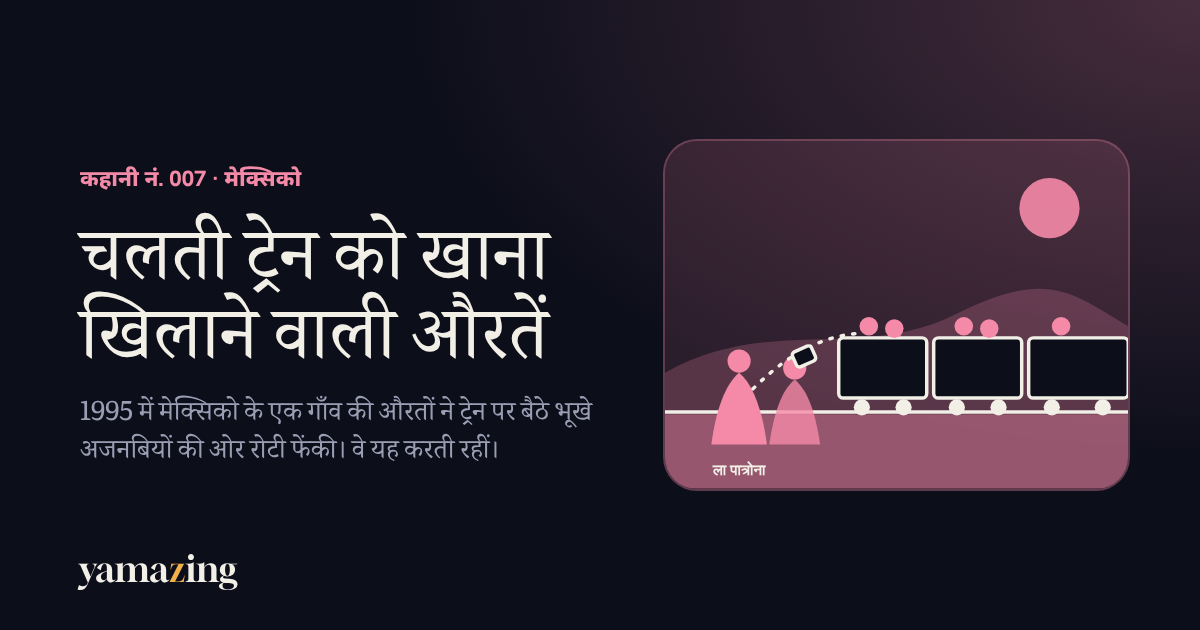 कहानी नं. 007 · मेक्सिको
चलती ट्रेन को खाना
खिलाने वाली औरतें
1995 में मेक्सिको के एक गाँव की औरतों ने ट्रेन पर बैठे भूखे
अजनबियों की ओर रोटी फेंकी। वे यह करती रहीं।
ला पात्रोना
yamazing